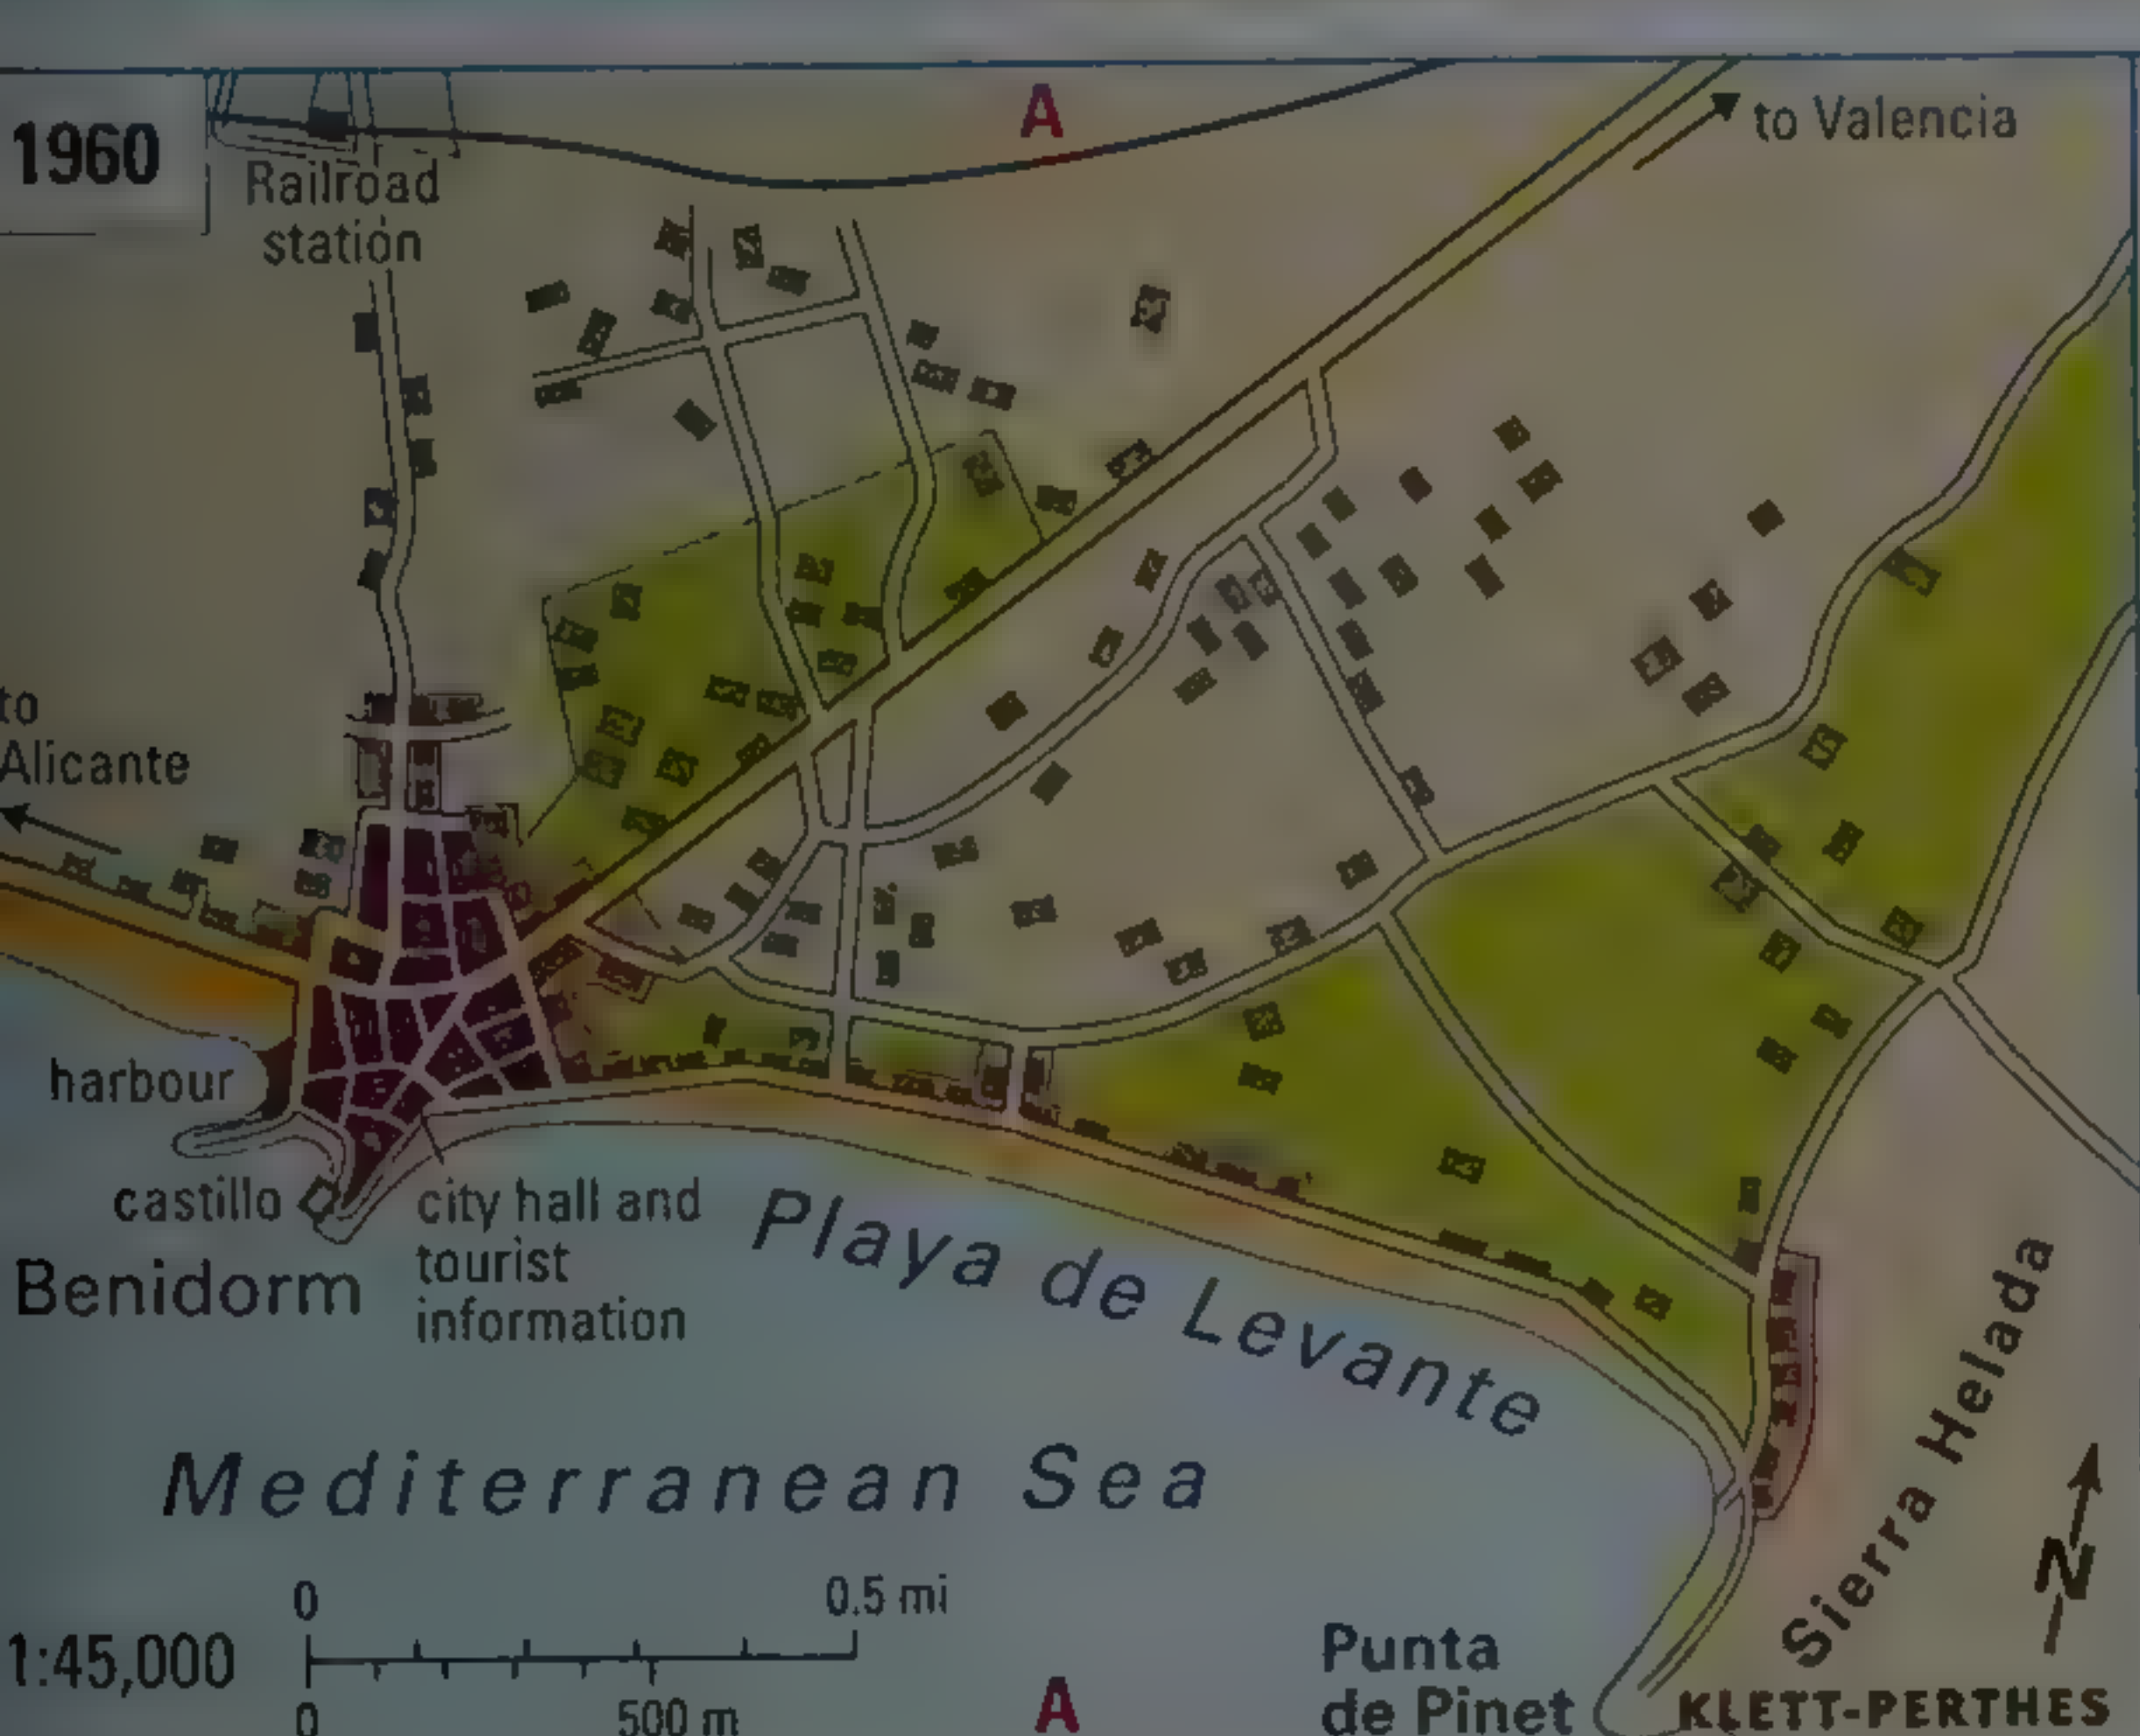 A
1960
to Valencia
Railroad
station
to
Alicante
harbour
castillo
city hall and
tourist
information
Benidorm
Playa de Levante
Mediterranean Sea
Sierra Helada
N
0
0.5 mi
1:45,000
0
500 m
A
Punta
de Pinet
KLETT-PERTHES